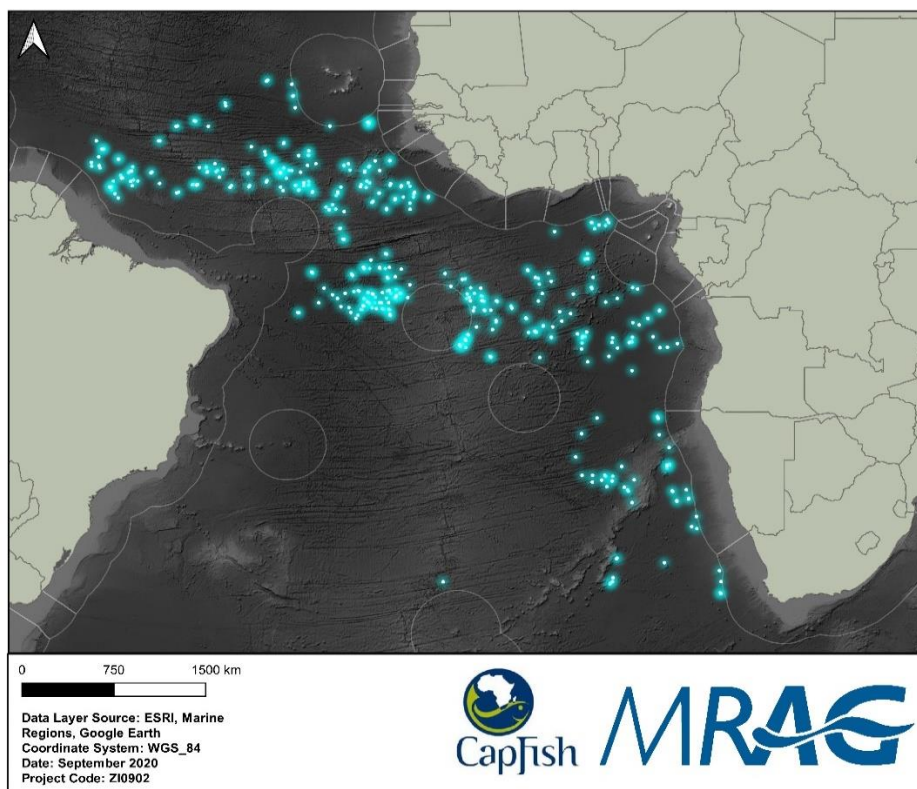 0 750 1500 km
Data Layer Source: ESRI, Marine
Regions, Google Earth
Coordinate System: WGS_84
Date: September 2020
Project Code: ZI0902
CapFish
MRAG